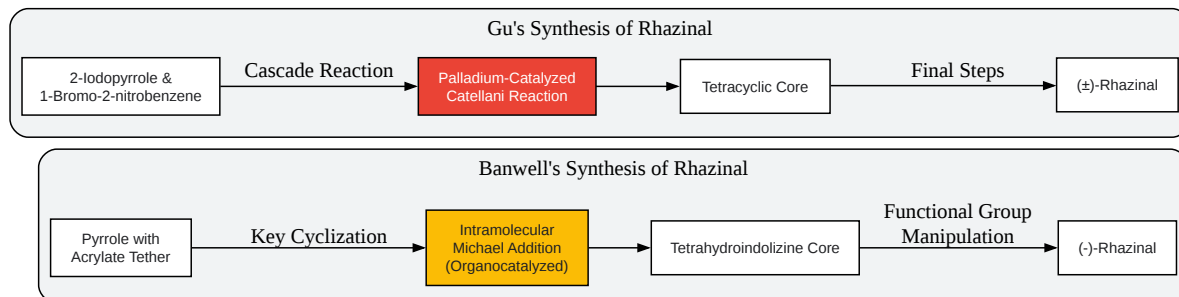 Gu's Synthesis of Rhazinal
2-Iodopyrrole &
1-Bromo-2-nitrobenzene
Cascade Reaction
Palladium-Catalyzed
Catellani Reaction
Tetracyclic Core
Final Steps
(±)-Rhazinal
Banwell's Synthesis of Rhazinal
Pyrrole with
Acrylate Tether
Key Cyclization
Intramolecular
Michael Addition
(Organocatalyzed)
Tetrahydroindolizine Core
Functional Group
Manipulation
(-)-Rhazinal